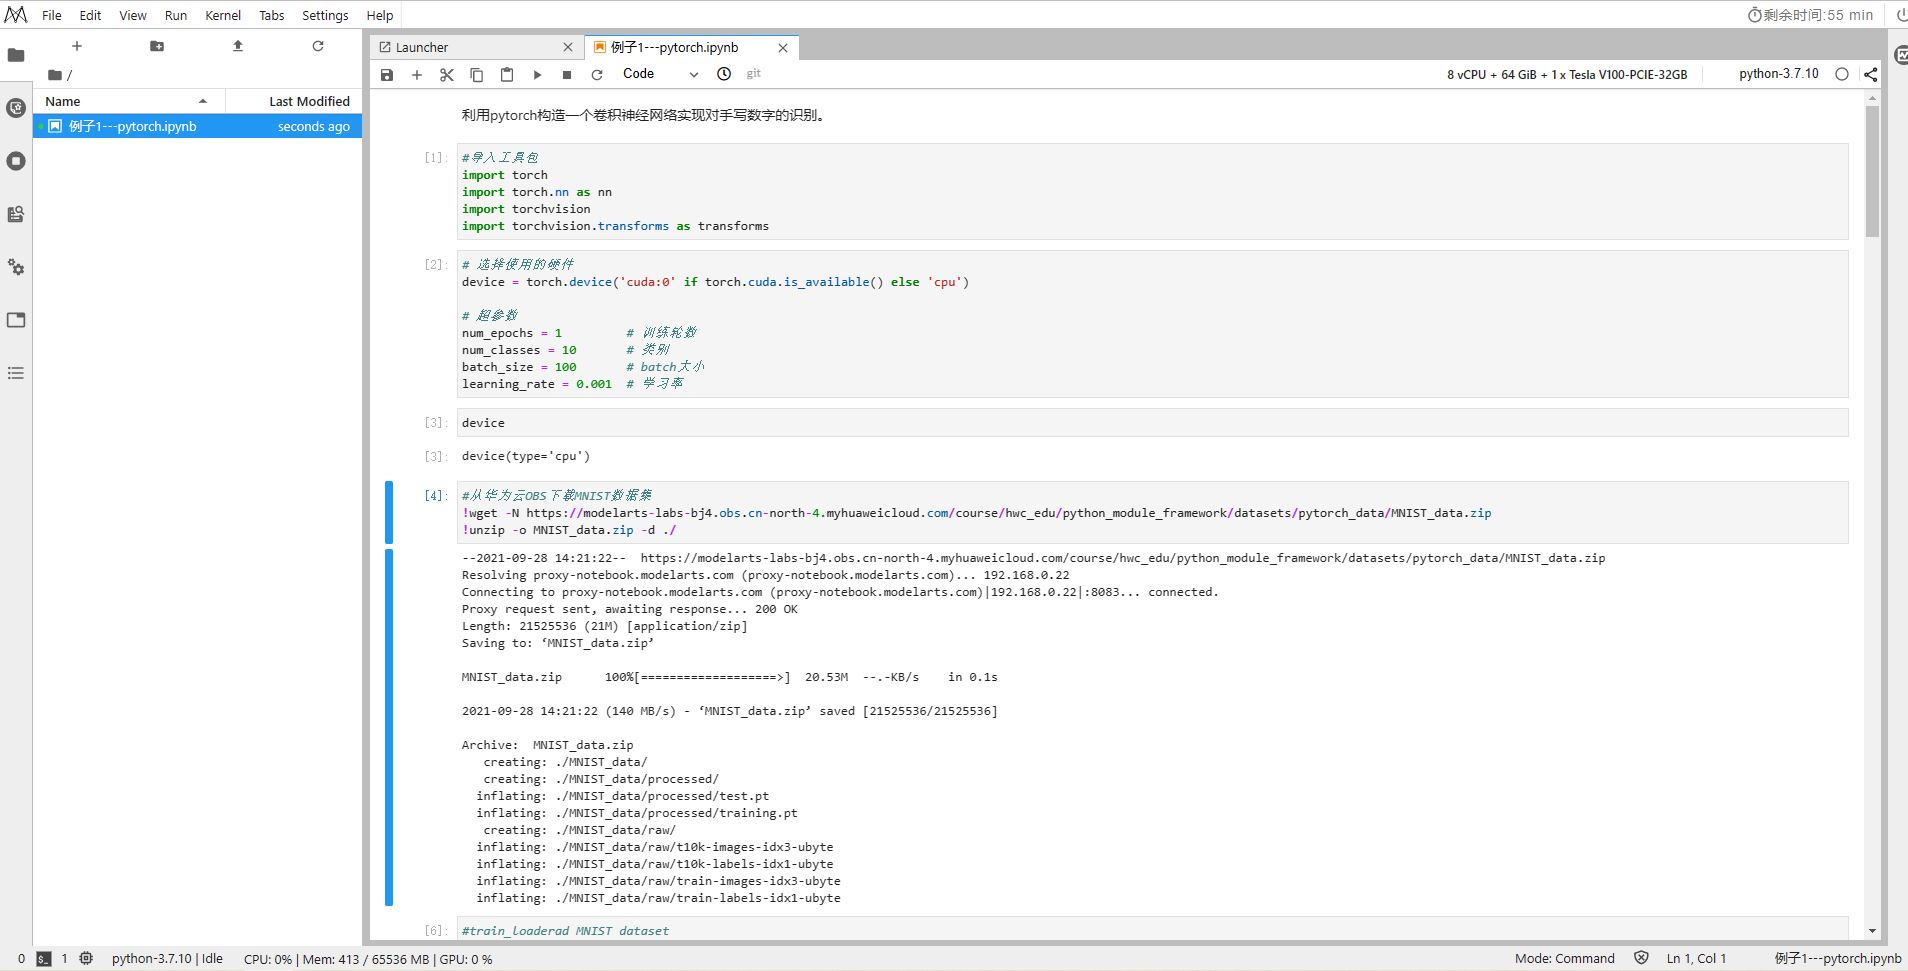 File Edit View Run Kernel Tabs Settings Help
剩余时间:55 min
Launcher
例子1---pytorch.ipynb
Code
git
8 vCPU + 64 GiB + 1 x Tesla V100-PCIE-32GB
python-3.7.10
/
Name Last Modified
例子1---pytorch.ipynb seconds ago
利用pytorch构造一个卷积神经网络实现对手写数字的识别。
[1]: #导入工具包
import torch
import torch.nn as nn
import torchvision
import torchvision.transforms as transforms
[2]: # 选择使用的硬件
device = torch.device('cuda:0' if torch.cuda.is_available() else 'cpu')
# 超参数
num_epochs = 1 # 训练轮数
num_classes = 10 # 类别
batch_size = 100 # batch大小
learning_rate = 0.001 # 学习率
[3]: device
[3]: device(type='cpu')
[4]: #从华为云OBS下载MNIST数据集
!wget -N https://modelarts-labs-bj4.obs.cn-north-4.myhuaweicloud.com/course/hwc_edu/python_module_framework/datasets/pytorch_data/MNIST_data.zip
!unzip -o MNIST_data.zip -d ./
--2021-09-28 14:21:22-- https://modelarts-labs-bj4.obs.cn-north-4.myhuaweicloud.com/course/hwc_edu/python_module_framework/datasets/pytorch_data/MNIST_data.zip
Resolving proxy-notebook.modelarts.com (proxy-notebook.modelarts.com)... 192.168.0.22
Connecting to proxy-notebook.modelarts.com (proxy-notebook.modelarts.com)|192.168.0.22|:8083... connected.
Proxy request sent, awaiting response... 200 OK
Length: 21525536 (21M) [application/zip]
Saving to: ‘MNIST_data.zip’
MNIST_data.zip 100%[===================>] 20.53M --.-KB/s in 0.1s
2021-09-28 14:21:22 (140 MB/s) - ‘MNIST_data.zip’ saved [21525536/21525536]
Archive: MNIST_data.zip
creating: ./MNIST_data/
creating: ./MNIST_data/processed/
inflating: ./MNIST_data/processed/test.pt
inflating: ./MNIST_data/processed/training.pt
creating: ./MNIST_data/raw/
inflating: ./MNIST_data/raw/t10k-images-idx3-ubyte
inflating: ./MNIST_data/raw/t10k-labels-idx1-ubyte
inflating: ./MNIST_data/raw/train-images-idx3-ubyte
inflating: ./MNIST_data/raw/train-labels-idx1-ubyte
[6]: #train_loaderad MNIST dataset
0 1 python-3.7.10 | Idle CPU: 0% | Mem: 413 / 65536 MB | GPU: 0 % Mode: Command Ln 1, Col 1 例子1---pytorch.ipynb